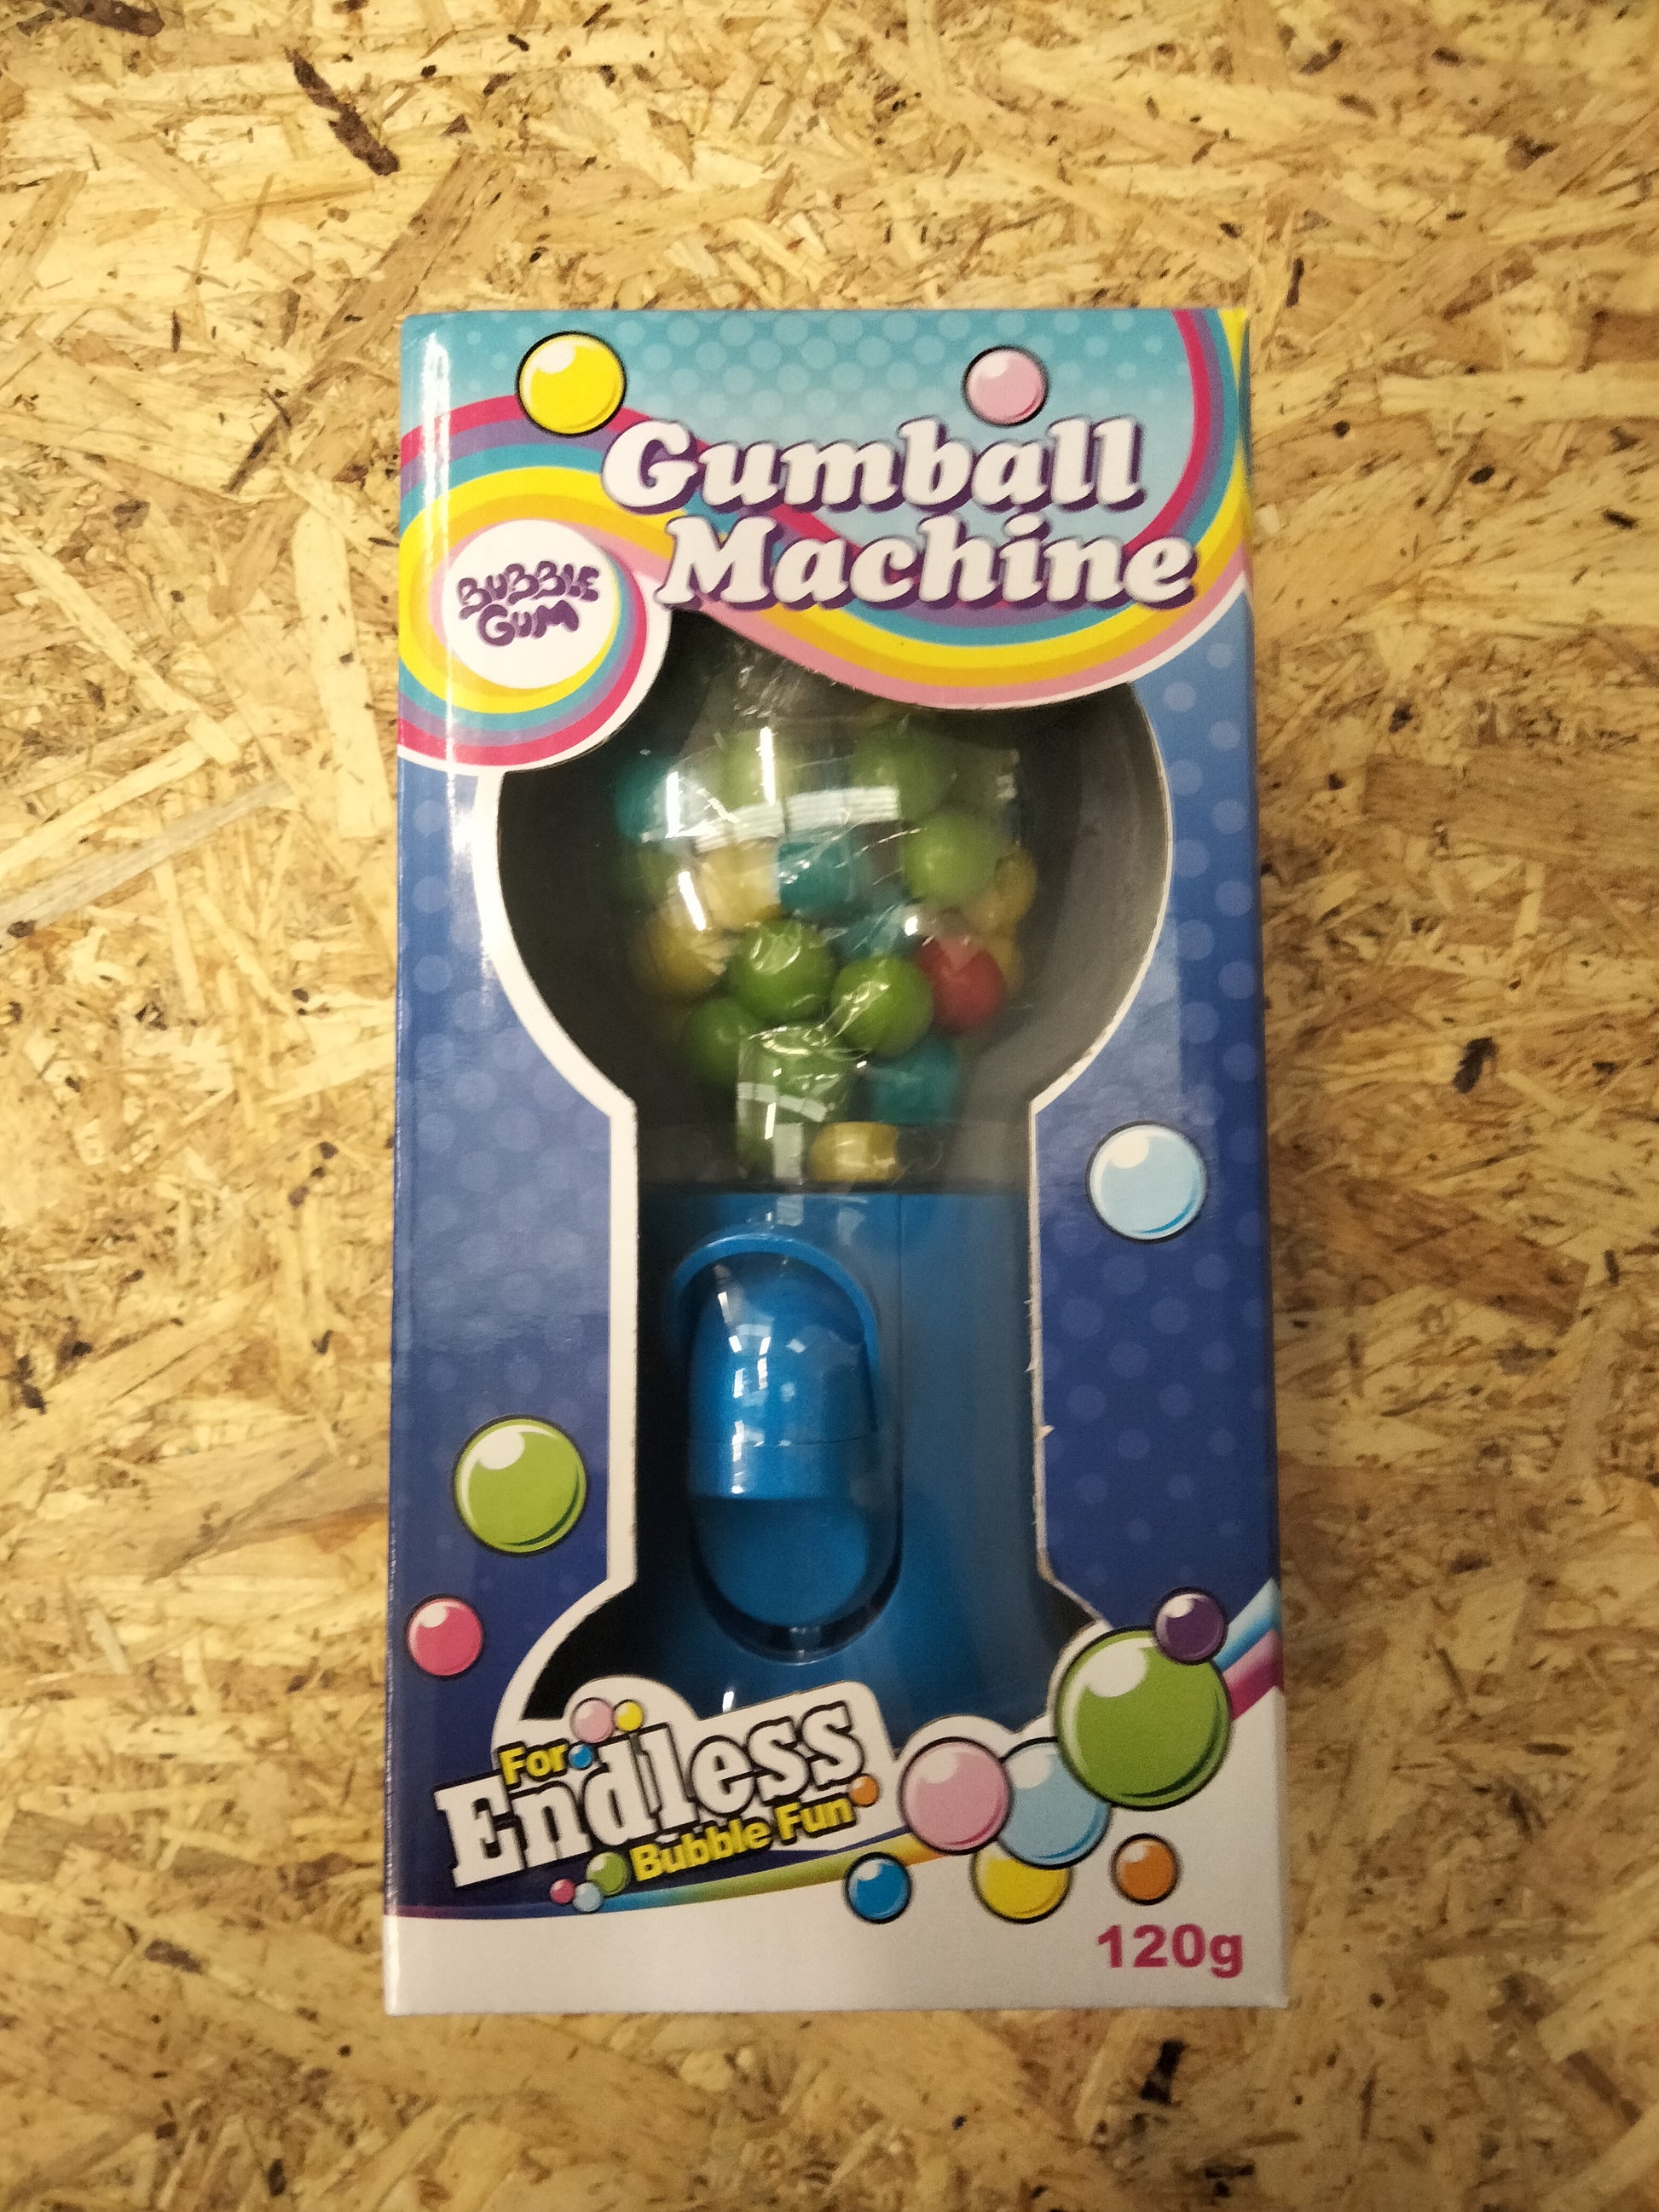 Gumball
Machine
BUBBLE
GUM
For
Endless
Bubble Fun
120g